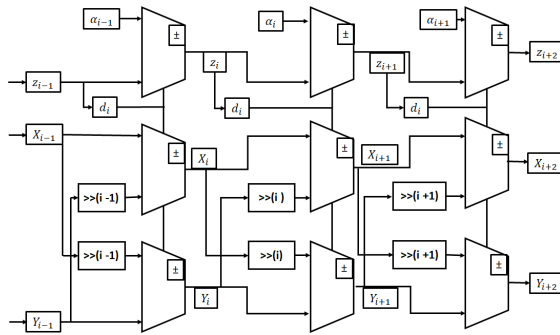 α_{i−1} ± α_i ± α_{i+1} ±
z_{i−1} z_i z_{i+1} z_{i+2}
d_i d_i d_i
X_{i−1} ± X_i ± X_{i+1} ± X_{i+2}
>>(i -1) >>(i ) >>(i +1)
>>(i -1) ± >>(i) ± >>(i +1) ±
Y_{i−1} Y_i Y_{i+1} Y_{i+2}